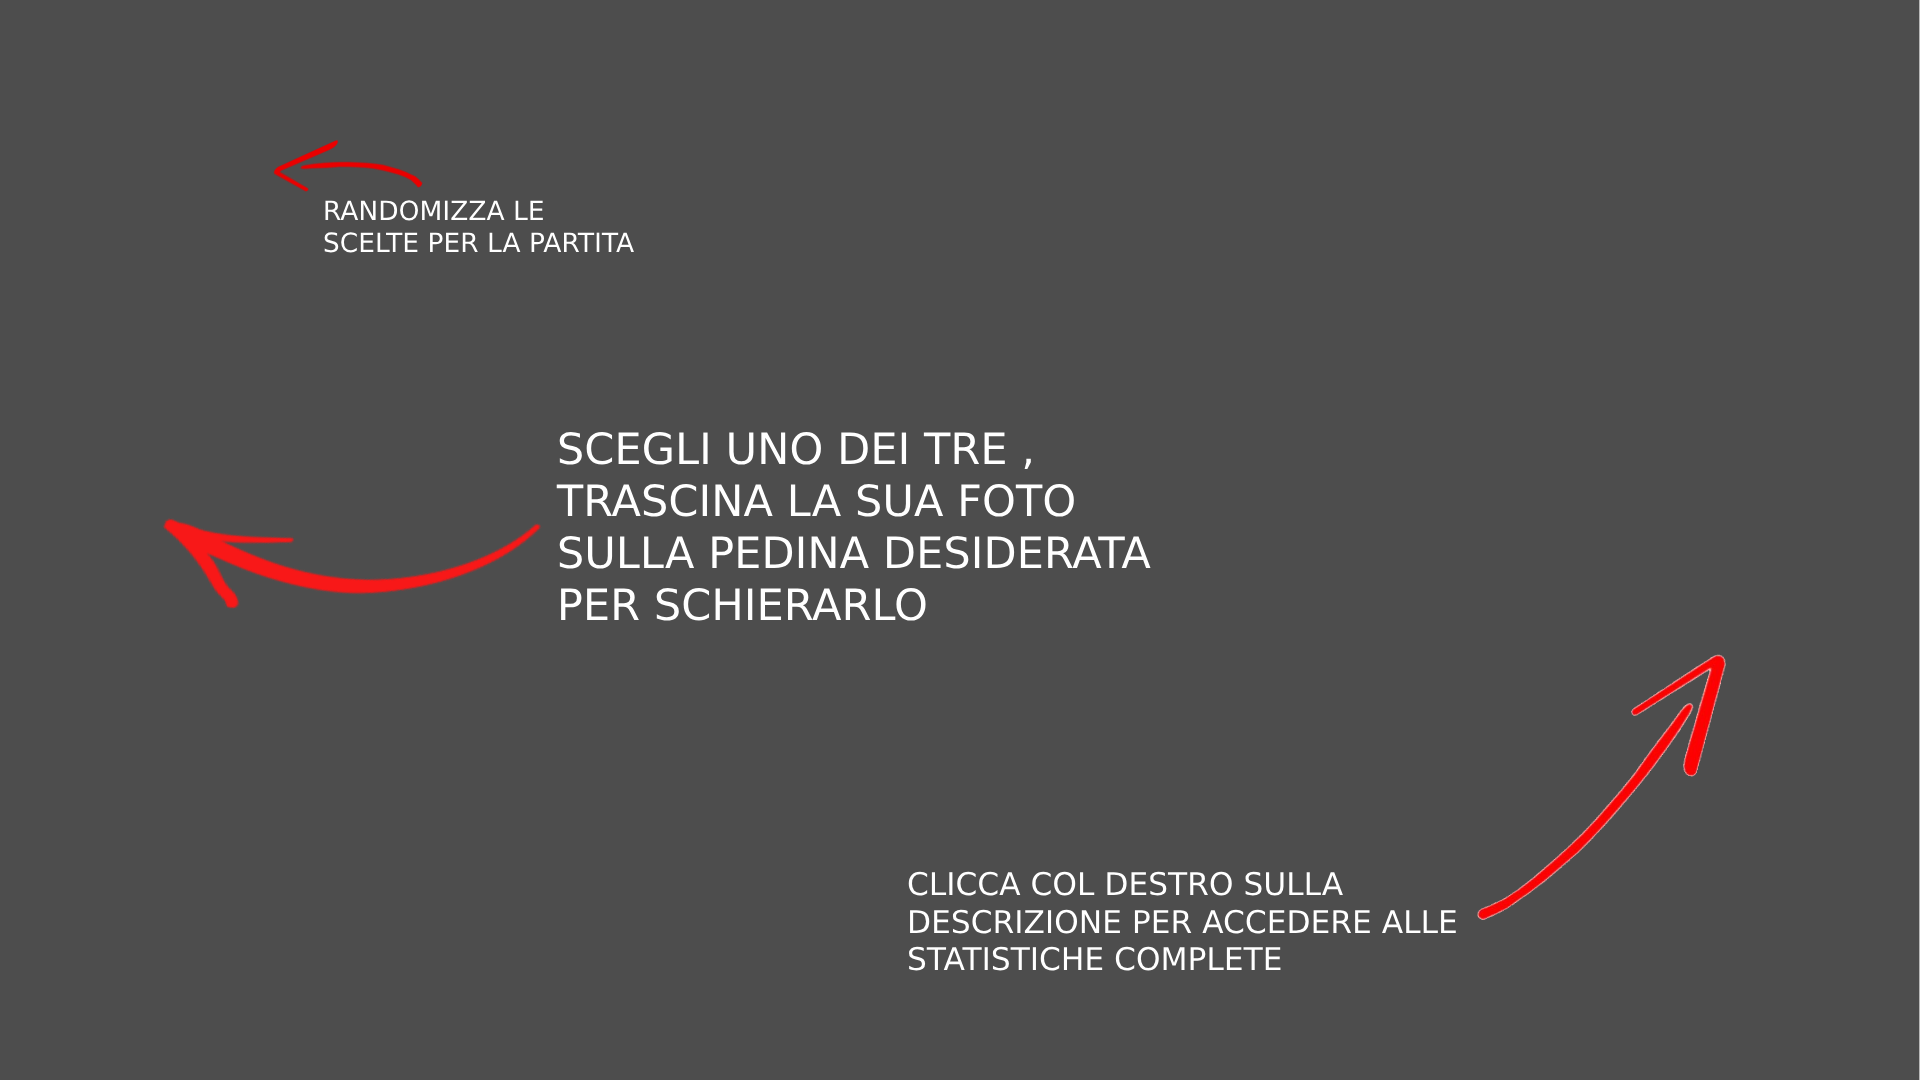 RANDOMIZZA LE
SCELTE PER LA PARTITA
SCEGLI UNO DEI TRE ,
TRASCINA LA SUA FOTO
SULLA PEDINA DESIDERATA
PER SCHIERARLO
CLICCA COL DESTRO SULLA
DESCRIZIONE PER ACCEDERE ALLE
STATISTICHE COMPLETE